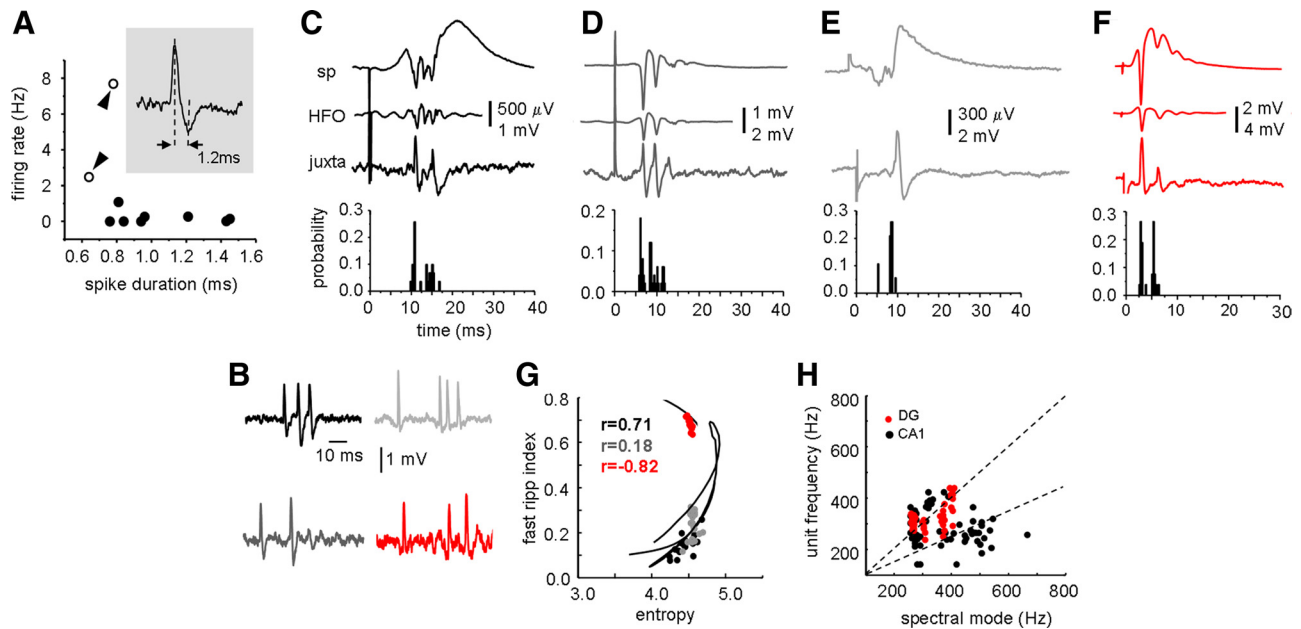 A
firing rate (Hz)
8
6
4
2
0
0.6 0.8 1.0 1.2 1.4 1.6
spike duration (ms)
1.2ms
C
sp
HFO
juxta
500 µV
1 mV
probability
0.3
0.2
0.1
0.0
0 10 20 30 40
time (ms)
D
1 mV
2 mV
0.2
0.1
0.0
0 10 20 30 40
E
300 µV
2 mV
0.3
0.2
0.1
0.0
0 10 20 30 40
F
2 mV
4 mV
0.3
0.2
0.1
0.0
0 10 20 30
B
10 ms
1 mV
G
fast ripp index
0.8
0.6
0.4
0.2
0.0
r=0.71
r=0.18
r=-0.82
3.0 4.0 5.0
entropy
H
unit frequency (Hz)
800
600
400
200
DG
CA1
200 400 600 800
spectral mode (Hz)